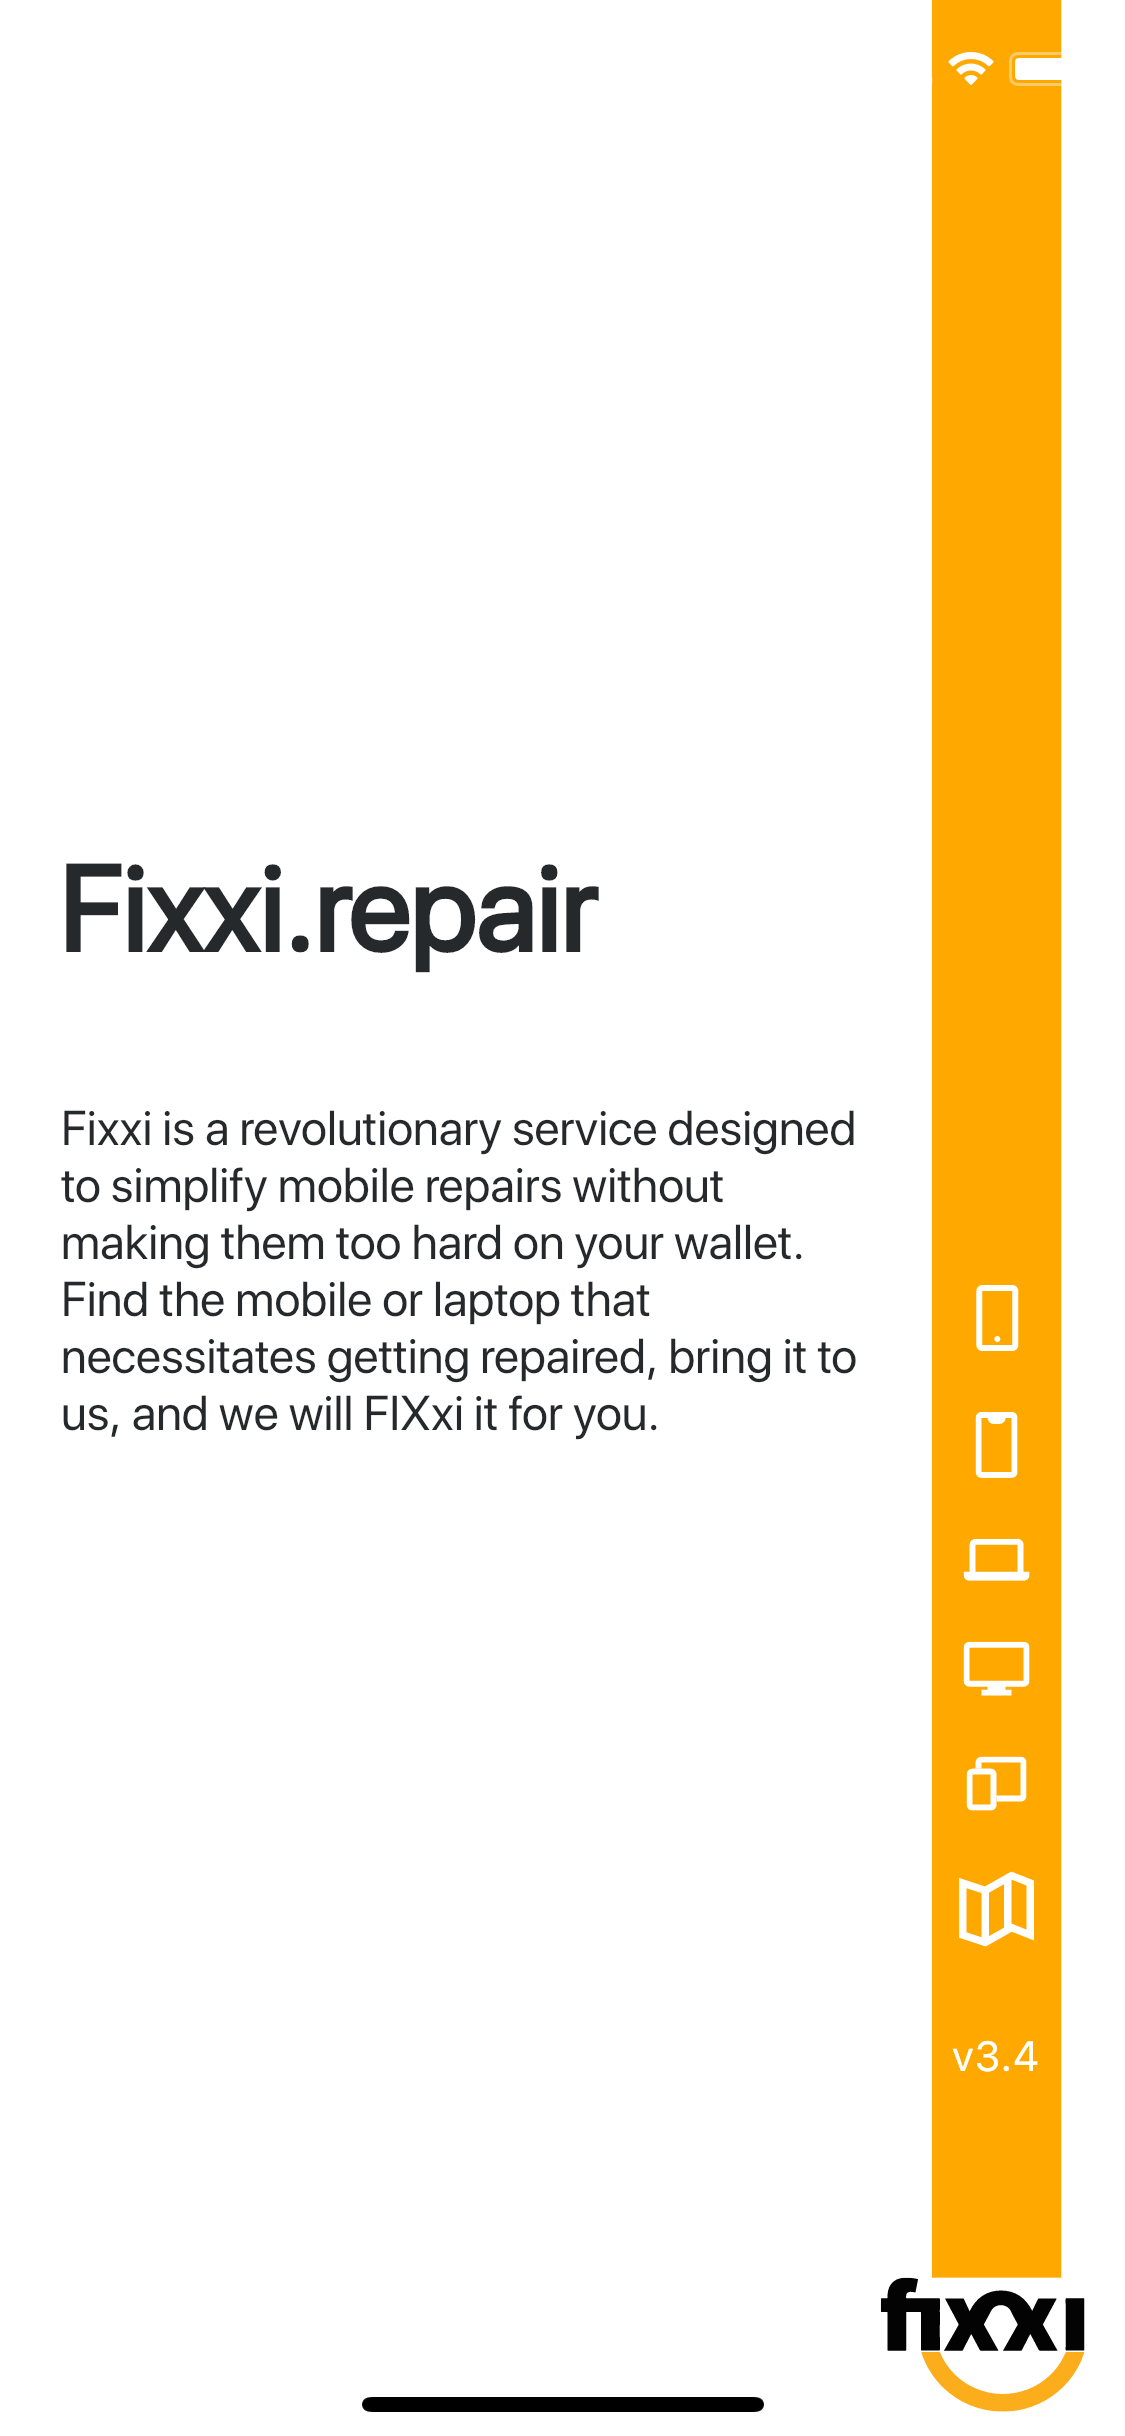 Fixxi.repair
Fixxi is a revolutionary service designed
to simplify mobile repairs without
making them too hard on your wallet.
Find the mobile or laptop that
necessitates getting repaired, bring it to
us, and we will FIXxi it for you.
v3.4
fixxi